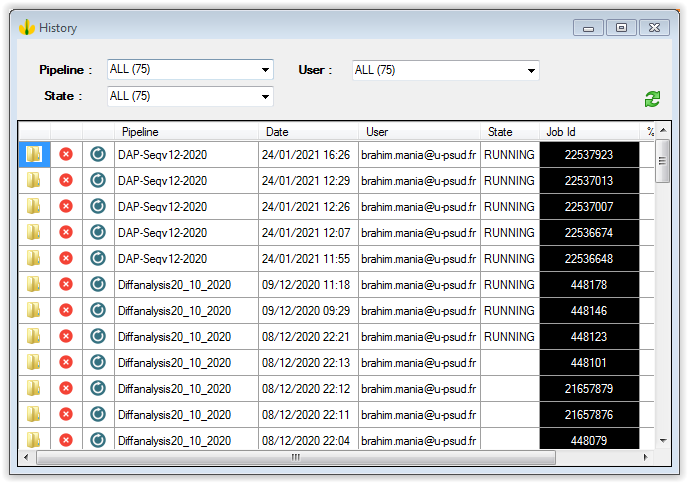 History
Pipeline : ALL (75) User : ALL (75)
State : ALL (75)
Pipeline Date User State Job Id %
DAP-Seqv12-2020 24/01/2021 16:26 brahim.mania@u-psud.fr RUNNING 22537923
DAP-Seqv12-2020 24/01/2021 12:29 brahim.mania@u-psud.fr RUNNING 22537013
DAP-Seqv12-2020 24/01/2021 12:26 brahim.mania@u-psud.fr RUNNING 22537007
DAP-Seqv12-2020 24/01/2021 12:07 brahim.mania@u-psud.fr RUNNING 22536674
DAP-Seqv12-2020 24/01/2021 11:55 brahim.mania@u-psud.fr RUNNING 22536648
Diffanalysis20_10_2020 09/12/2020 11:18 brahim.mania@u-psud.fr RUNNING 448178
Diffanalysis20_10_2020 09/12/2020 09:29 brahim.mania@u-psud.fr RUNNING 448146
Diffanalysis20_10_2020 08/12/2020 22:21 brahim.mania@u-psud.fr RUNNING 448123
Diffanalysis20_10_2020 08/12/2020 22:13 brahim.mania@u-psud.fr 448101
Diffanalysis20_10_2020 08/12/2020 22:12 brahim.mania@u-psud.fr 21657879
Diffanalysis20_10_2020 08/12/2020 22:11 brahim.mania@u-psud.fr 21657876
Diffanalysis20_10_2020 08/12/2020 22:04 brahim.mania@u-psud.fr 448079